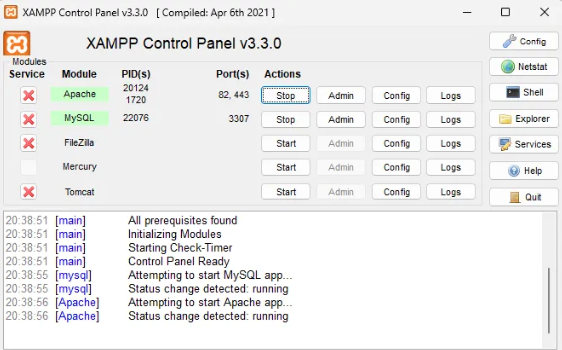 XAMPP Control Panel v3.3.0 [ Compiled: Apr 6th 2021 ]
XAMPP Control Panel v3.3.0
Config
Modules
Service Module PID(s) Port(s) Actions
Apache 20124 1720 82, 443 Stop Admin Config Logs
MySQL 22076 3307 Stop Admin Config Logs
FileZilla Start Admin Config Logs
Mercury Start Admin Config Logs
Tomcat Start Admin Config Logs
Netstat
Shell
Explorer
Services
Help
Quit
20:38:51 [main] All prerequisites found
20:38:51 [main] Initializing Modules
20:38:51 [main] Starting Check-Timer
20:38:51 [main] Control Panel Ready
20:38:55 [mysql] Attempting to start MySQL app...
20:38:55 [mysql] Status change detected: running
20:38:56 [Apache] Attempting to start Apache app...
20:38:56 [Apache] Status change detected: running